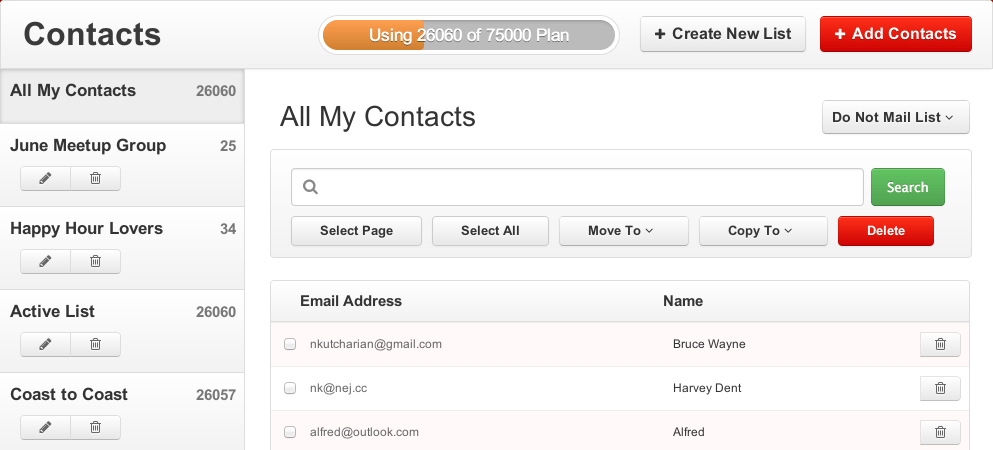 Contacts
Using 26060 of 75000 Plan
+ Create New List
+ Add Contacts
All My Contacts 26060
June Meetup Group 25
Happy Hour Lovers 34
Active List 26060
Coast to Coast 26057
All My Contacts
Do Not Mail List
Search
Select Page
Select All
Move To
Copy To
Delete
Email Address Name
nkutcharian@gmail.com Bruce Wayne
nk@nej.cc Harvey Dent
alfred@outlook.com Alfred